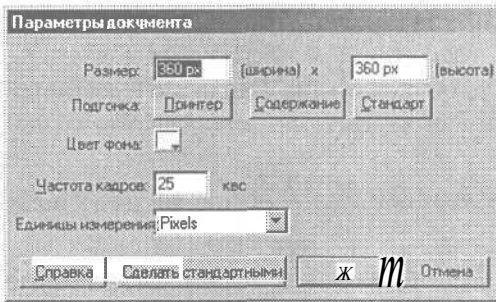 Параметры документа
Размер: 360 px (ширина) x 360 px (высота)
Подгонка: Принтер Содержание Стандарт
Цвет фона:
Частота кадров: 25 квс
Единицы измерения: Pixels
Справка Сделать стандартными ж m Отмена